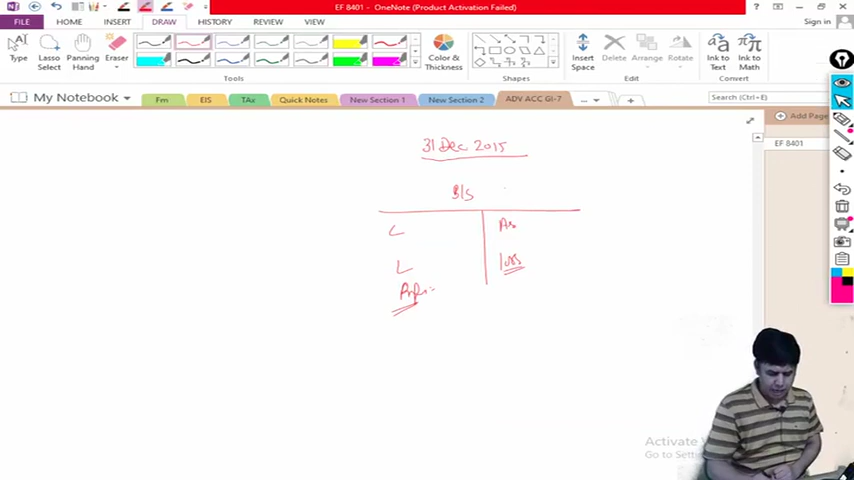 EF 8401 - OneNote (Product Activation Failed)
FILE HOME INSERT DRAW HISTORY REVIEW VIEW Sign in
Type Lasso Select Panning Hand Eraser Color & Thickness Insert Space Delete Arrange Rotate Ink to Text Ink to Math
Tools Shapes Edit Convert
My Notebook Fm EIS TAx Quick Notes New Section 1 New Section 2 ADV ACC GI-7 ... Search (Ctrl+E)
Add Page
EF 8401
31 Dec 2015
B/S
C As
L loss
Activate
Go to Setti